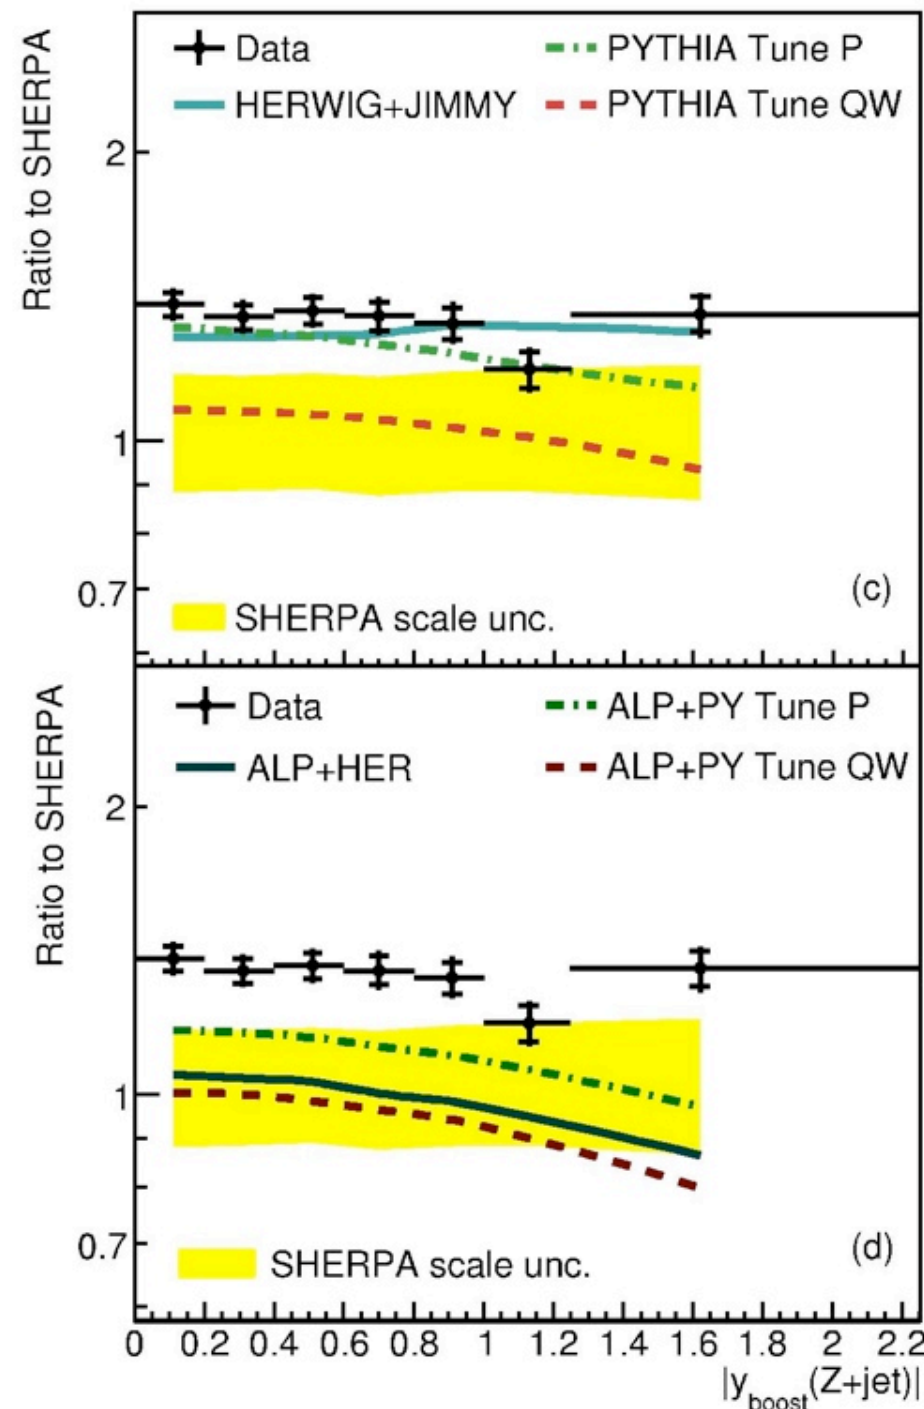 Ratio to SHERPA
Data
PYTHIA Tune P
HERWIG+JIMMY
PYTHIA Tune QW
2
1
0.7
(c)
SHERPA scale unc.
Ratio to SHERPA
Data
ALP+PY Tune P
ALP+HER
ALP+PY Tune QW
2
1
0.7
(d)
SHERPA scale unc.
0 0.2 0.4 0.6 0.8 1 1.2 1.4 1.6 1.8 2 2.2
|y_boost(Z+jet)|